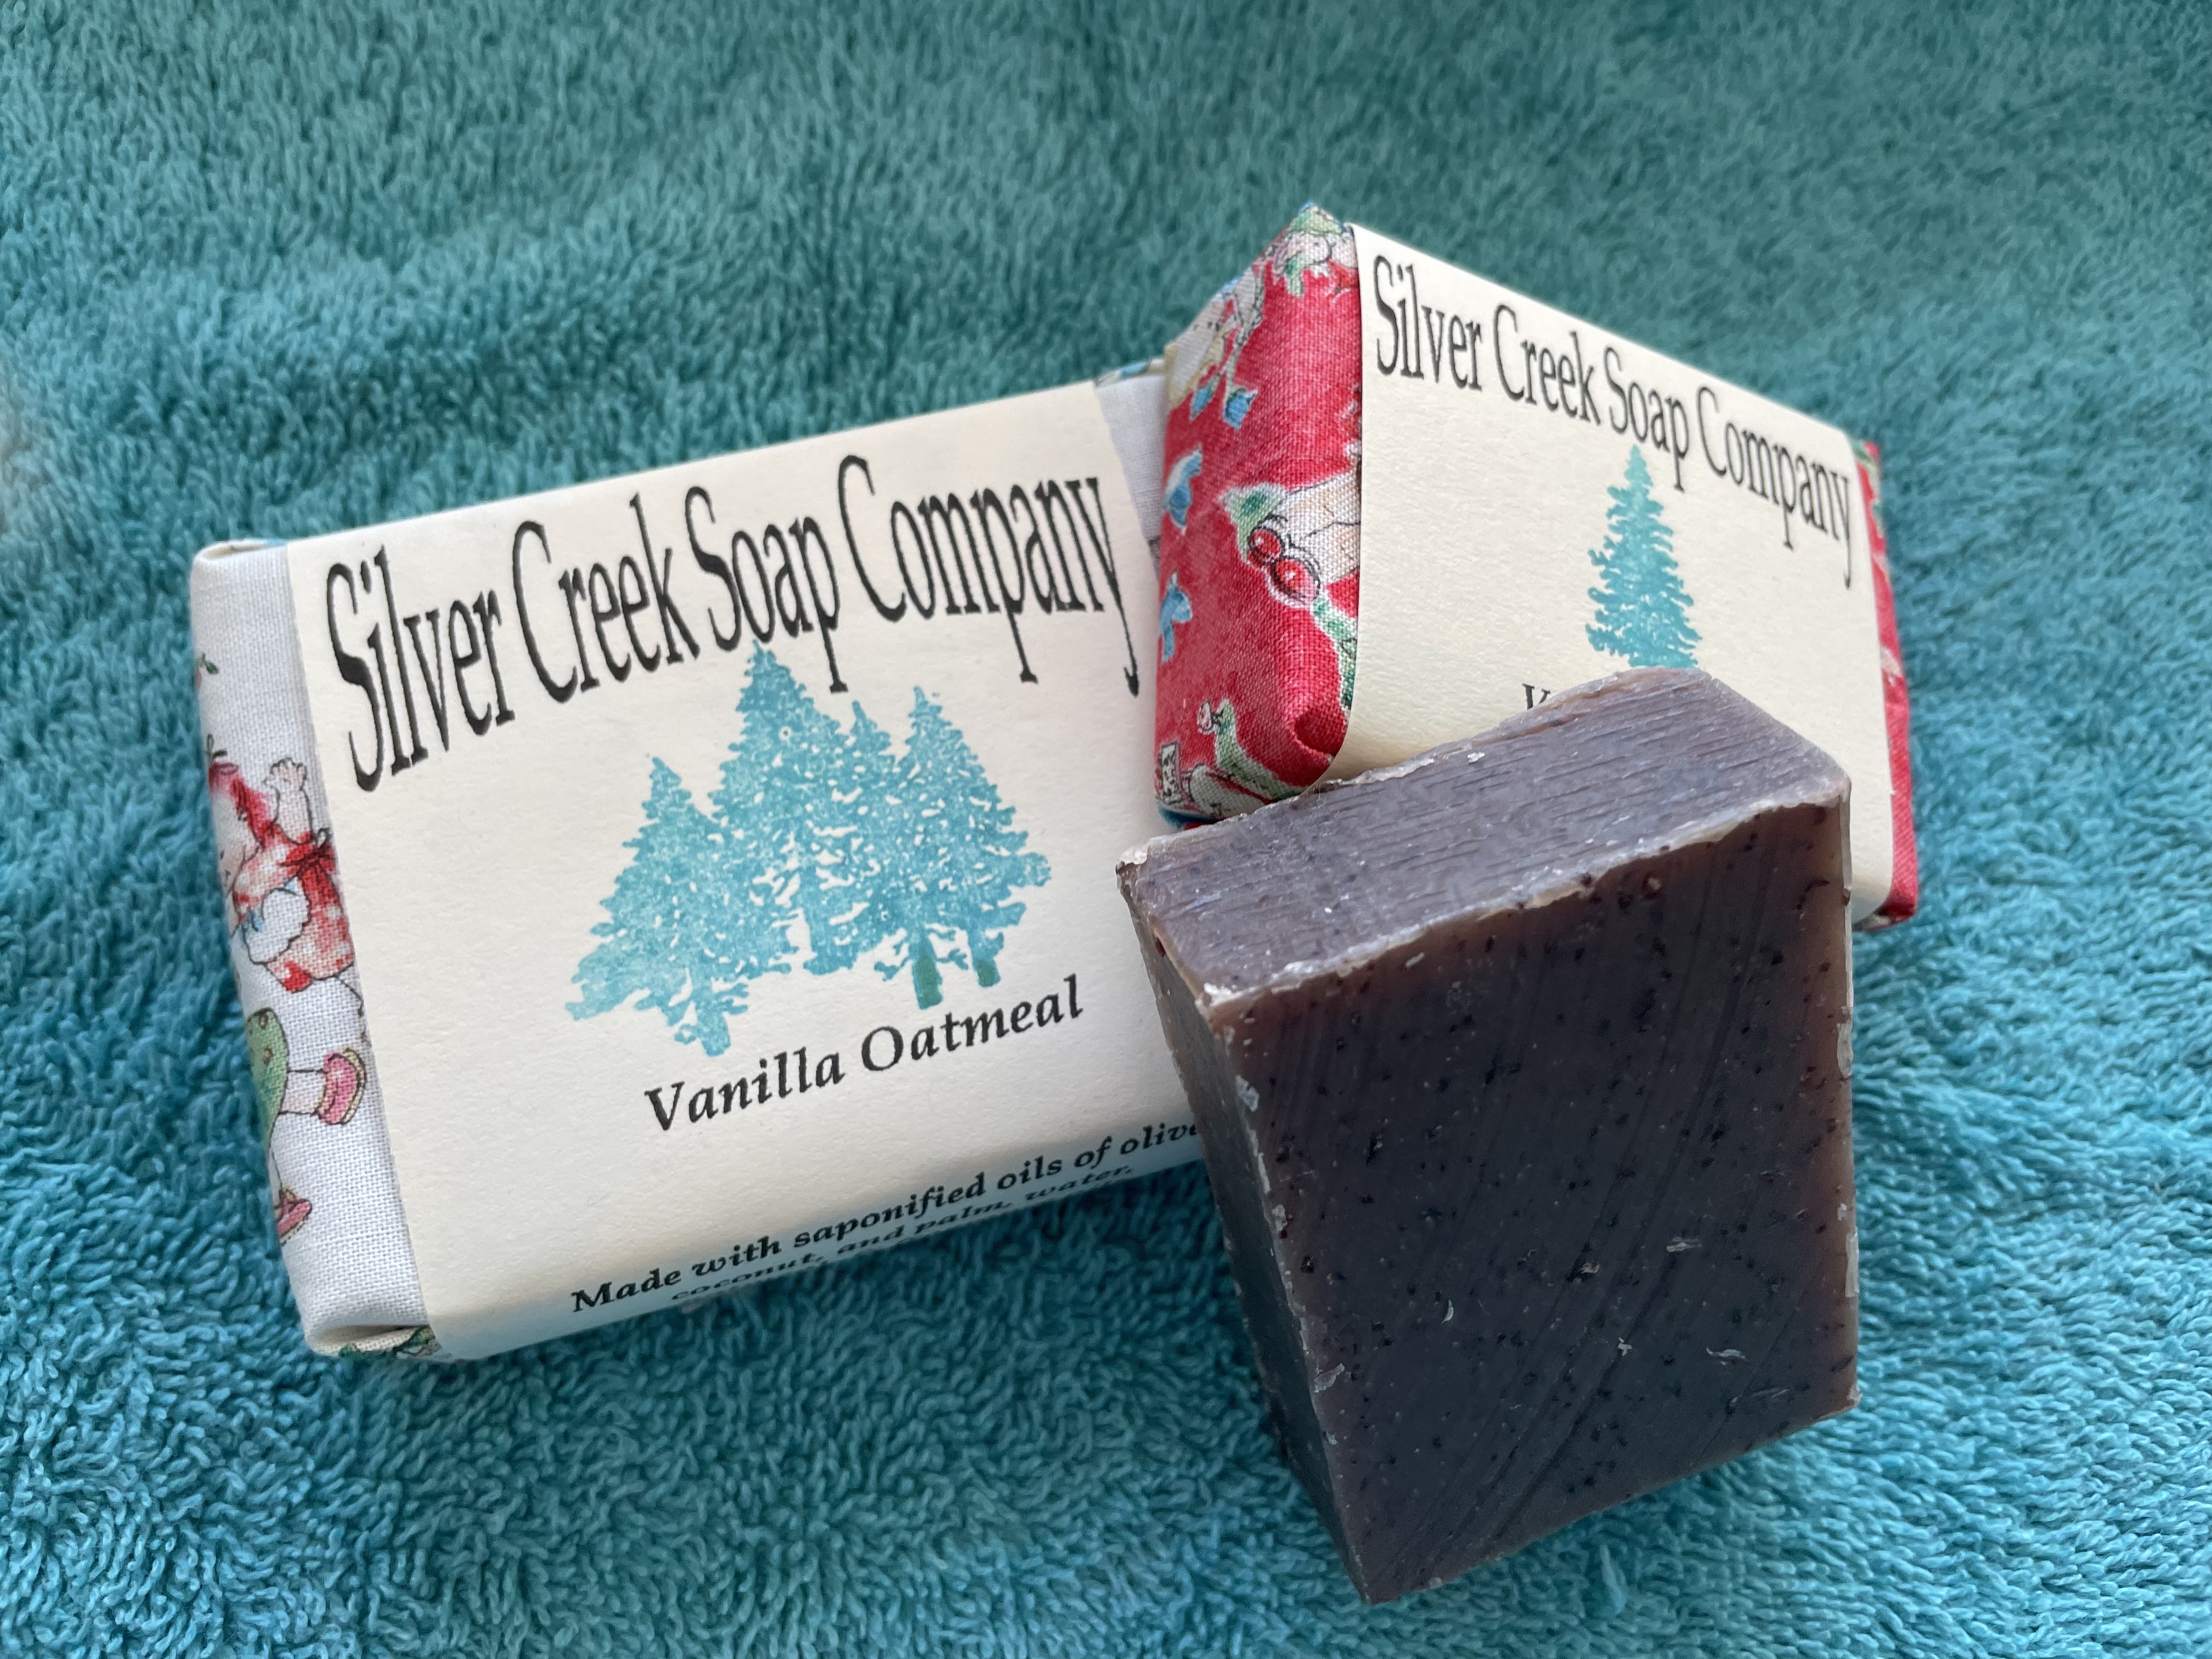 Silver Creek Soap Company
Vanilla Oatmeal
Made with saponified oils of olive
coconut, and palm, water,
Silver Creek Soap Company